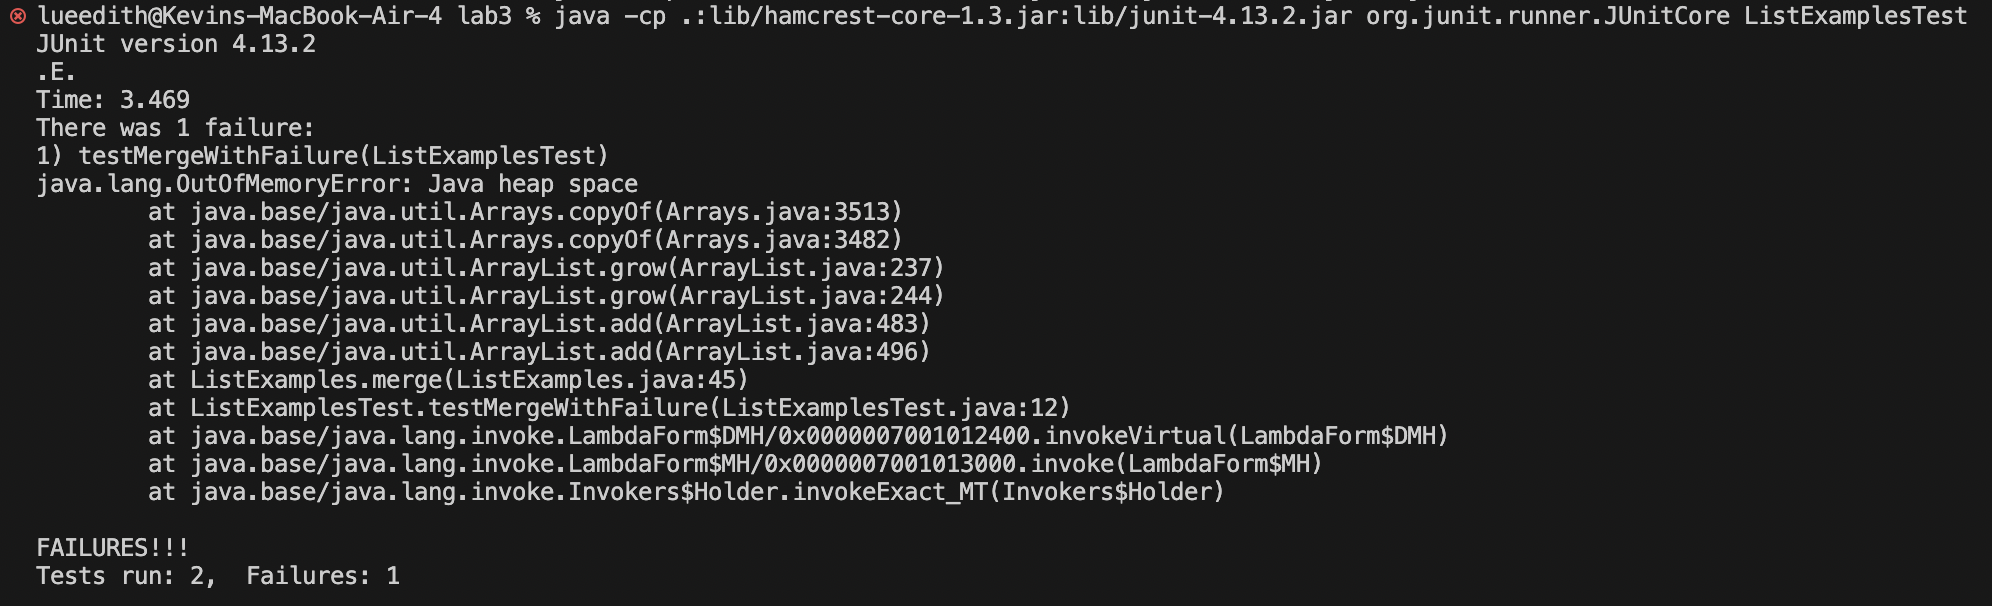 lueedith@Kevins-MacBook-Air-4 lab3 % java -cp .:lib/hamcrest-core-1.3.jar:lib/junit-4.13.2.jar org.junit.runner.JUnitCore ListExamplesTest
JUnit version 4.13.2
.E.
Time: 3.469
There was 1 failure:
1) testMergeWithFailure(ListExamplesTest)
java.lang.OutOfMemoryError: Java heap space
        at java.base/java.util.Arrays.copyOf(Arrays.java:3513)
        at java.base/java.util.Arrays.copyOf(Arrays.java:3482)
        at java.base/java.util.ArrayList.grow(ArrayList.java:237)
        at java.base/java.util.ArrayList.grow(ArrayList.java:244)
        at java.base/java.util.ArrayList.add(ArrayList.java:483)
        at java.base/java.util.ArrayList.add(ArrayList.java:496)
        at ListExamples.merge(ListExamples.java:45)
        at ListExamplesTest.testMergeWithFailure(ListExamplesTest.java:12)
        at java.base/java.lang.invoke.LambdaForm$DMH/0x0000007001012400.invokeVirtual(LambdaForm$DMH)
        at java.base/java.lang.invoke.LambdaForm$MH/0x0000007001013000.invoke(LambdaForm$MH)
        at java.base/java.lang.invoke.Invokers$Holder.invokeExact_MT(Invokers$Holder)

FAILURES!!!
Tests run: 2,  Failures: 1